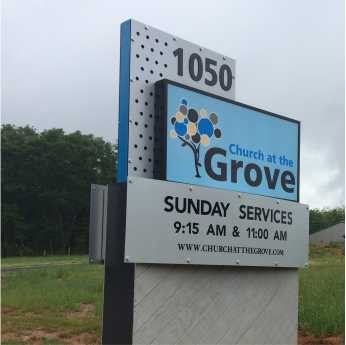 1050
Church at the
Grove
SUNDAY SERVICES
9:15 AM & 11:00 AM
WWW.CHURCHATTHEGROVE.COM